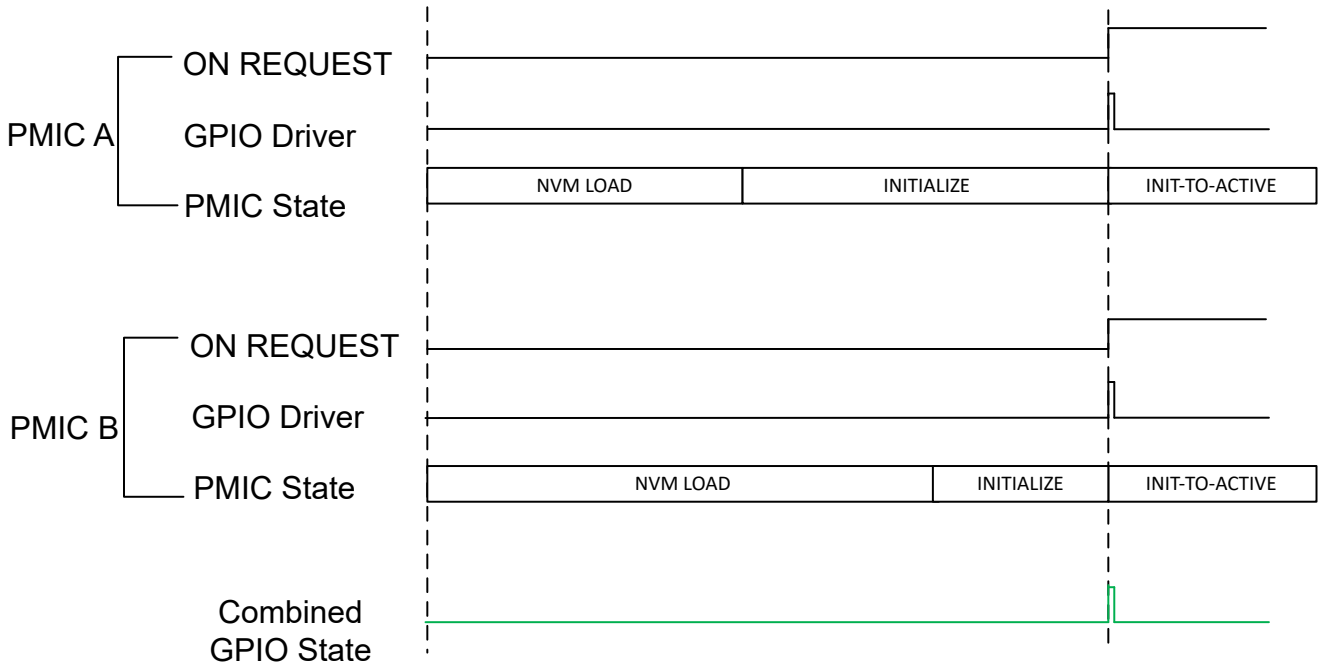 ON REQUEST
PMIC A
GPIO Driver
NVM LOAD
INITIALIZE
INIT-TO-ACTIVE
PMIC State
ON REQUEST
GPIO Driver
PMIC B
PMIC State
NVM LOAD
INITIALIZE
INIT-TO-ACTIVE
Combined
GPIO State